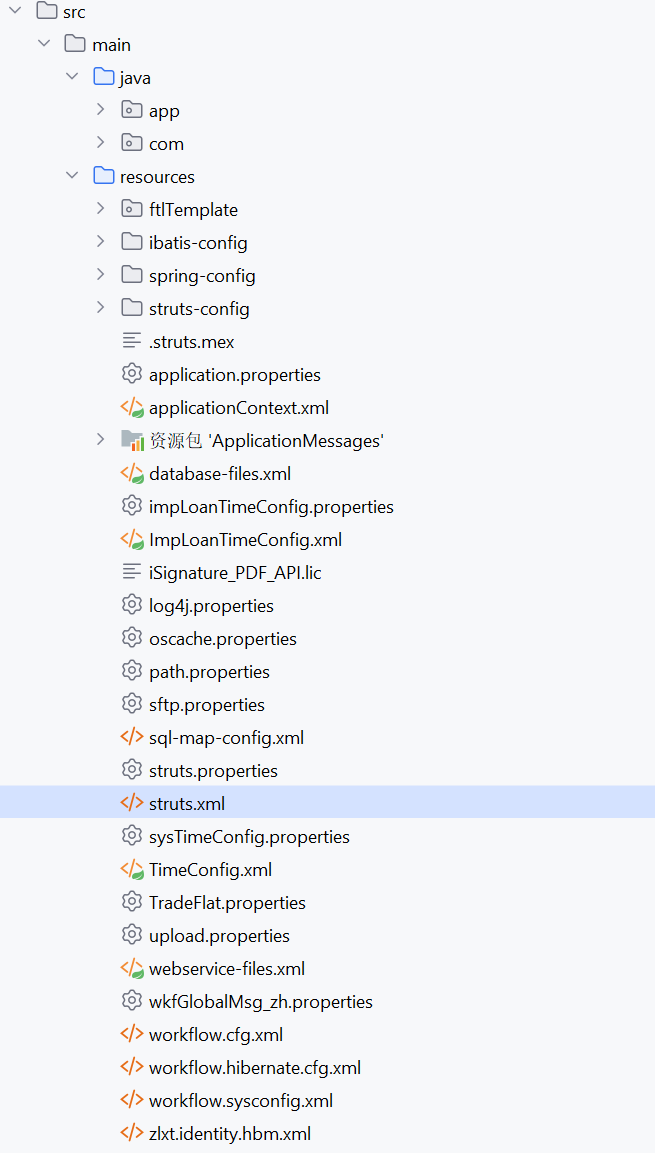 src
main
java
app
com
resources
ftlTemplate
ibatis-config
spring-config
struts-config
.struts.mex
application.properties
applicationContext.xml
资源包 'ApplicationMessages'
database-files.xml
impLoanTimeConfig.properties
ImpLoanTimeConfig.xml
iSignature_PDF_API.lic
log4j.properties
oscache.properties
path.properties
sftp.properties
sql-map-config.xml
struts.properties
struts.xml
sysTimeConfig.properties
TimeConfig.xml
TradeFlat.properties
upload.properties
webservice-files.xml
wkfGlobalMsg_zh.properties
workflow.cfg.xml
workflow.hibernate.cfg.xml
workflow.sysconfig.xml
zlxt.identity.hbm.xml